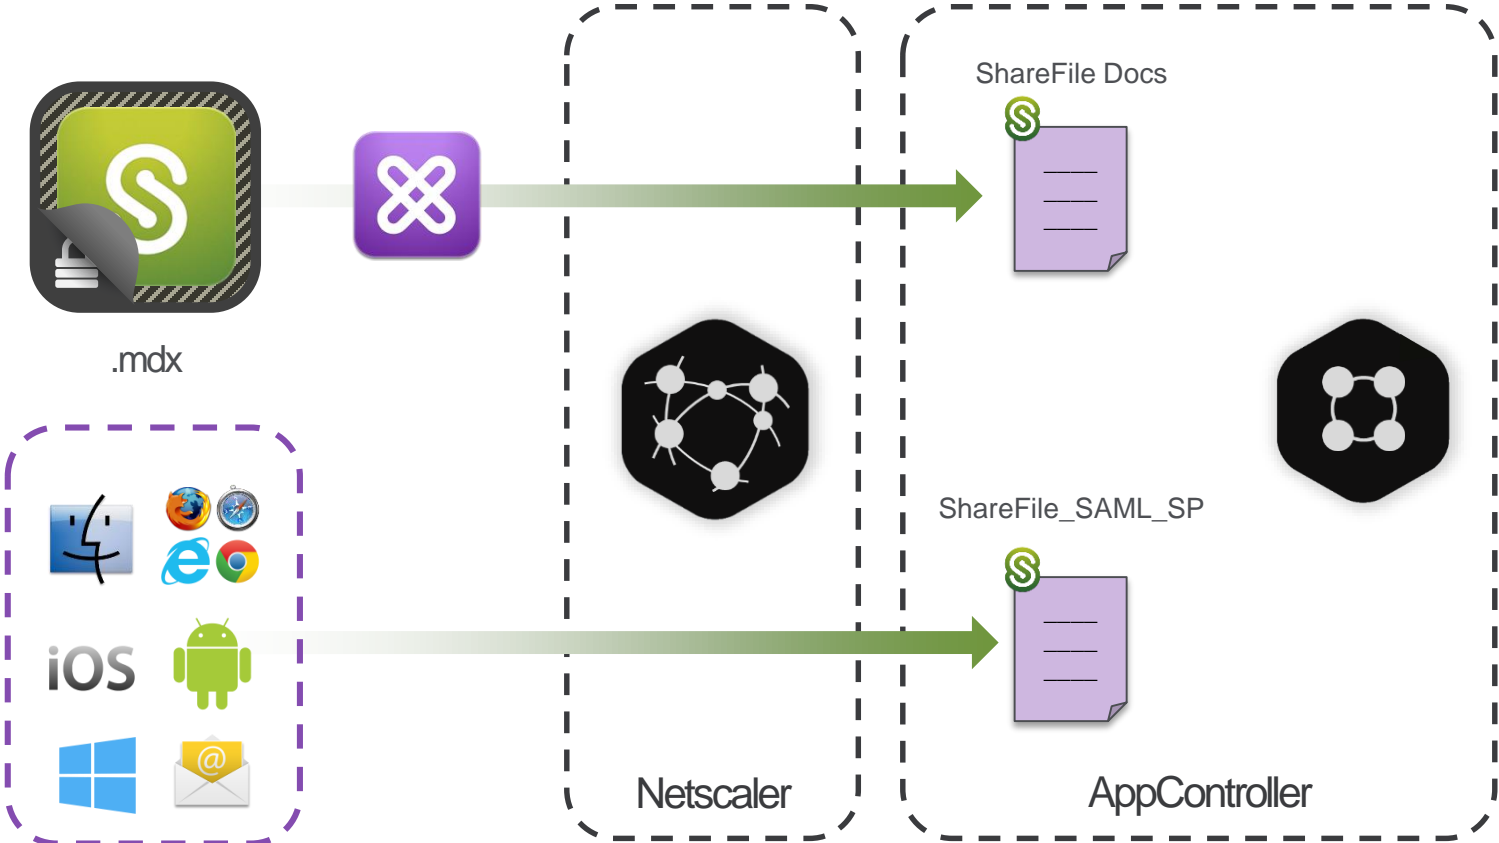 ShareFile Docs
.mdx
ShareFile_SAML_SP
iOS
@
Netscaler
AppController